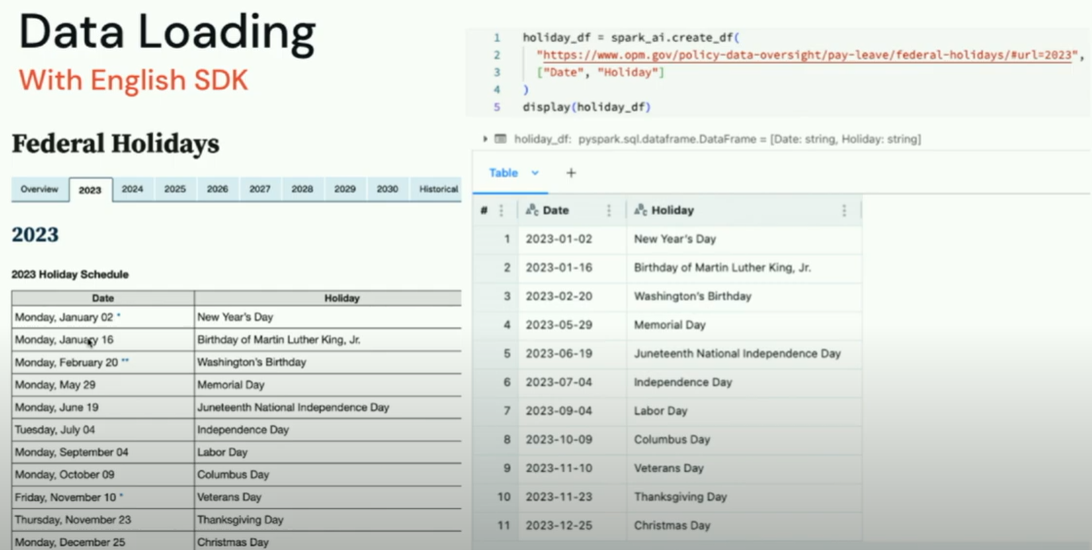 Data Loading
With English SDK
Federal Holidays
Overview 2023 2024 2025 2026 2027 2028 2029 2030 Historical
2023
2023 Holiday Schedule
Date Holiday
Monday, January 02 * New Year's Day
Monday, January 16 Birthday of Martin Luther King, Jr.
Monday, February 20 ** Washington's Birthday
Monday, May 29 Memorial Day
Monday, June 19 Juneteenth National Independence Day
Tuesday, July 04 Independence Day
Monday, September 04 Labor Day
Monday, October 09 Columbus Day
Friday, November 10 * Veterans Day
Thursday, November 23 Thanksgiving Day
Monday, December 25 Christmas Day
1 holiday_df = spark_ai.create_df(
2 "https://www.opm.gov/policy-data-oversight/pay-leave/federal-holidays/#url=2023",
3 ["Date", "Holiday"]
4 )
5 display(holiday_df)
holiday_df: pyspark.sql.dataframe.DataFrame = [Date: string, Holiday: string]
Table +
# Date Holiday
1 2023-01-02 New Year's Day
2 2023-01-16 Birthday of Martin Luther King, Jr.
3 2023-02-20 Washington's Birthday
4 2023-05-29 Memorial Day
5 2023-06-19 Juneteenth National Independence Day
6 2023-07-04 Independence Day
7 2023-09-04 Labor Day
8 2023-10-09 Columbus Day
9 2023-11-10 Veterans Day
10 2023-11-23 Thanksgiving Day
11 2023-12-25 Christmas Day